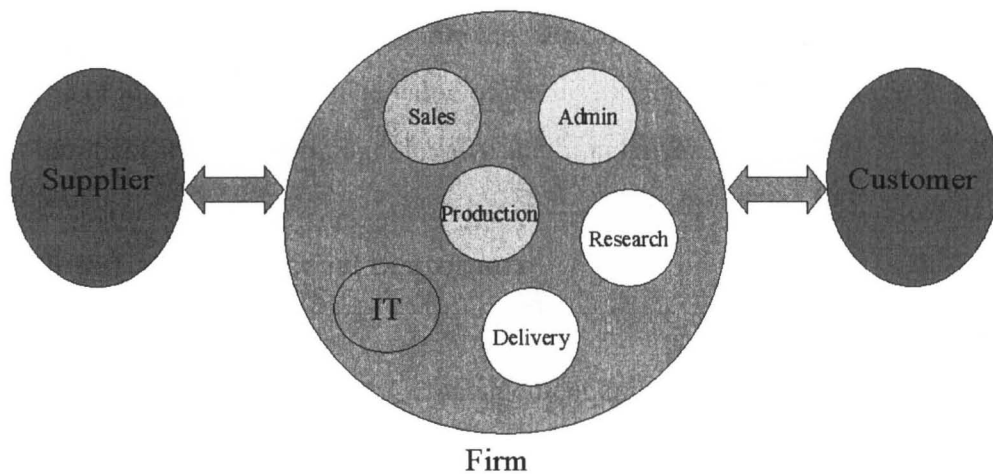 Sales
Admin
Supplier
Customer
Production
Research
IT
Delivery
Firm